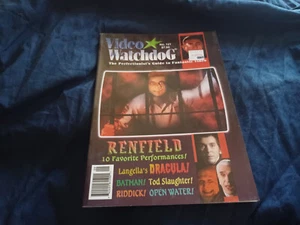 Video
Watchdog
The Perfectionist's Guide to Fantastic Video
RENFIELD
10 Favorite Performances!
Langella's DRACULA!
BATMAN! Tod Slaughter!
RIDDICK! OPEN WATER!